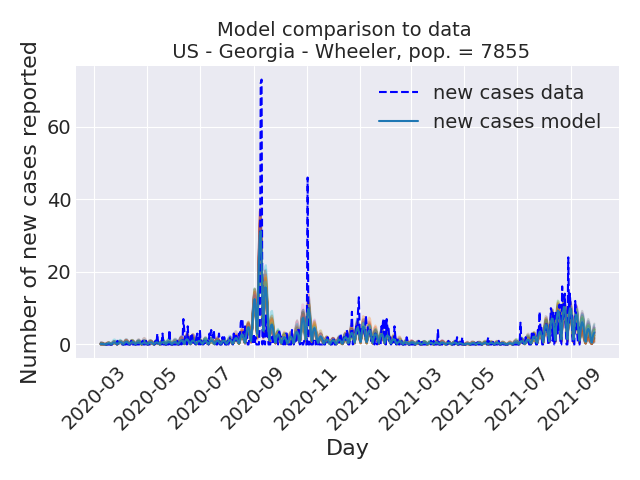 Model comparison to data
US - Georgia - Wheeler, pop. = 7855
Number of new cases reported
60
40
20
0
new cases data
new cases model
2020-03
2020-05
2020-07
2020-09
2020-11
2021-01
2021-03
2021-05
2021-07
2021-09
Day